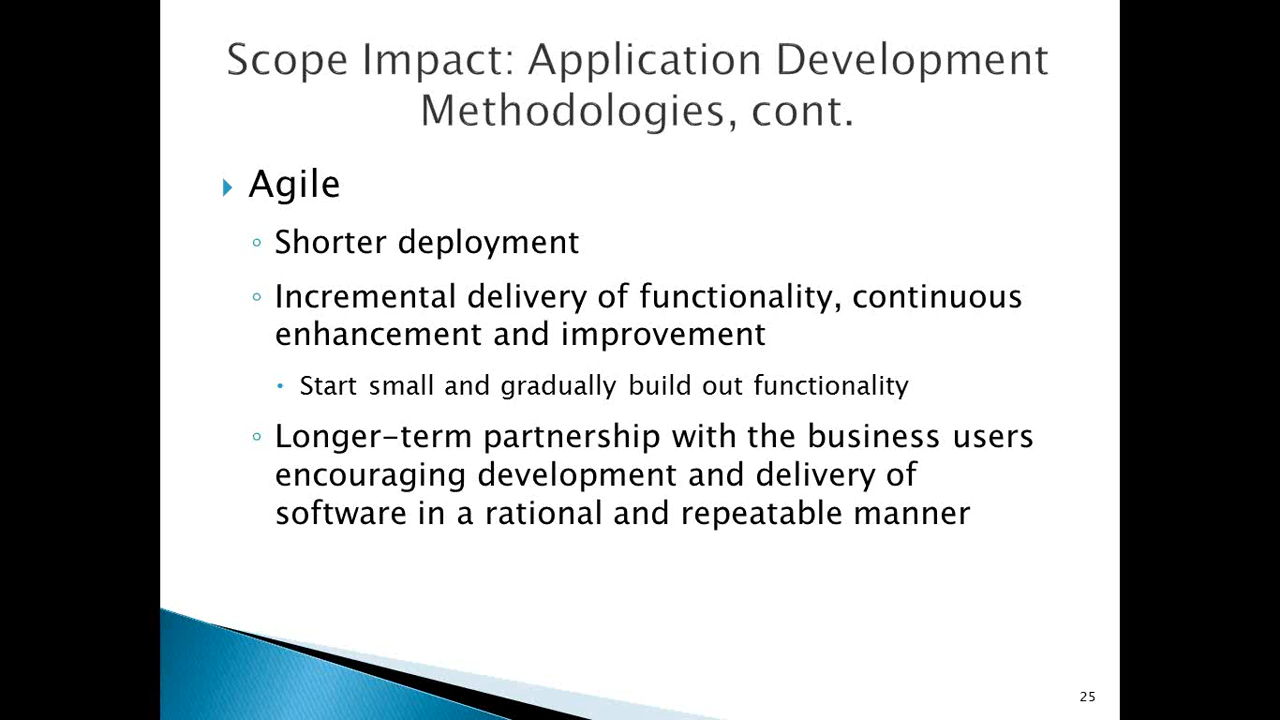 Scope Impact: Application Development
Methodologies, cont.
Agile
Shorter deployment
Incremental delivery of functionality, continuous
enhancement and improvement
Start small and gradually build out functionality
Longer-term partnership with the business users
encouraging development and delivery of
software in a rational and repeatable manner
25